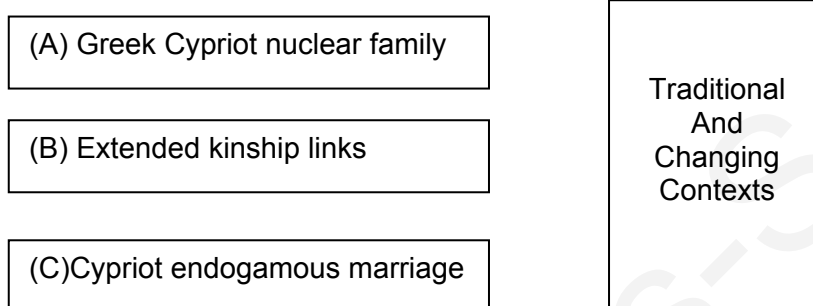 (A) Greek Cypriot nuclear family
(B) Extended kinship links
(C)Cypriot endogamous marriage
Traditional
And
Changing
Contexts